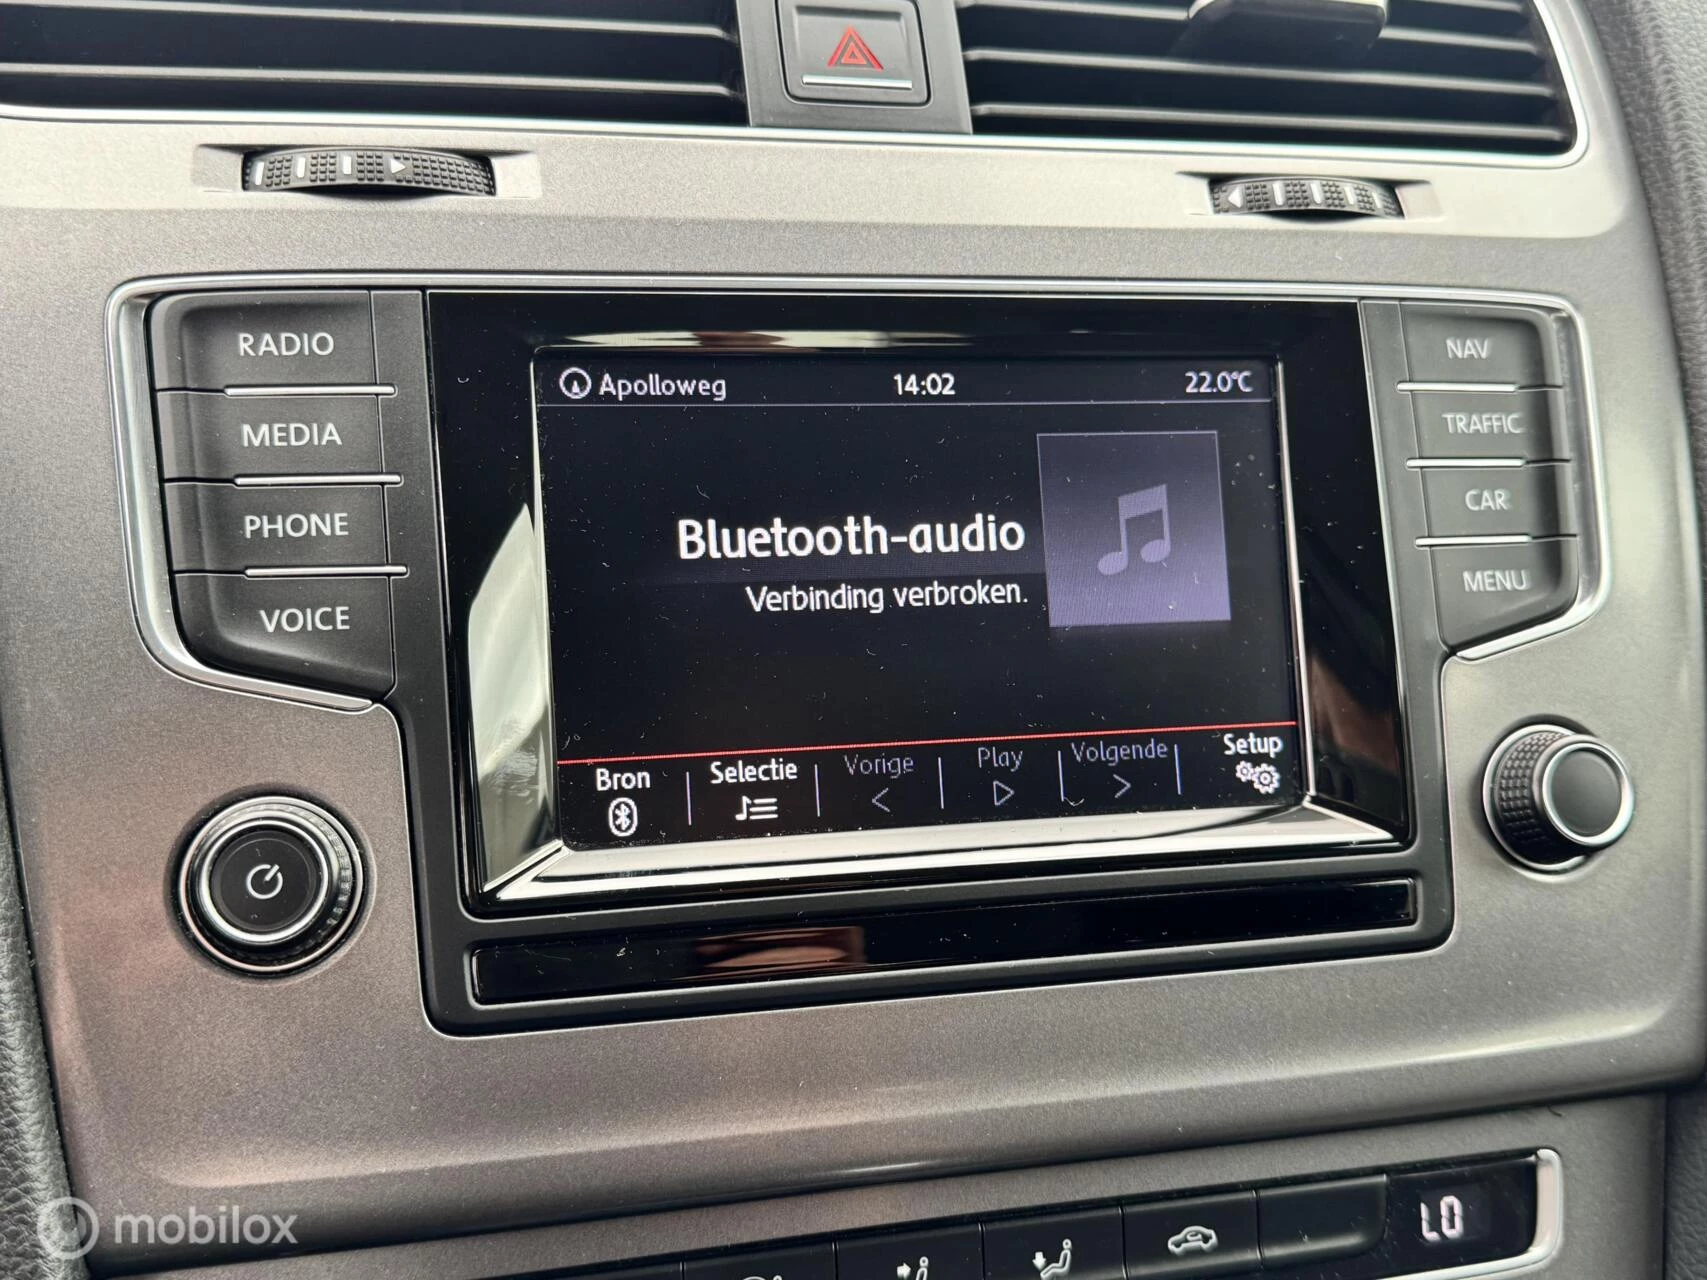 RADIO
MEDIA
PHONE
VOICE
Apolloweg 14:02 22.0°C
Bluetooth-audio
Verbinding verbroken.
Bron Selectie Vorige Play Volgende Setup
NAV
TRAFFIC
CAR
MENU
LO
mobilox